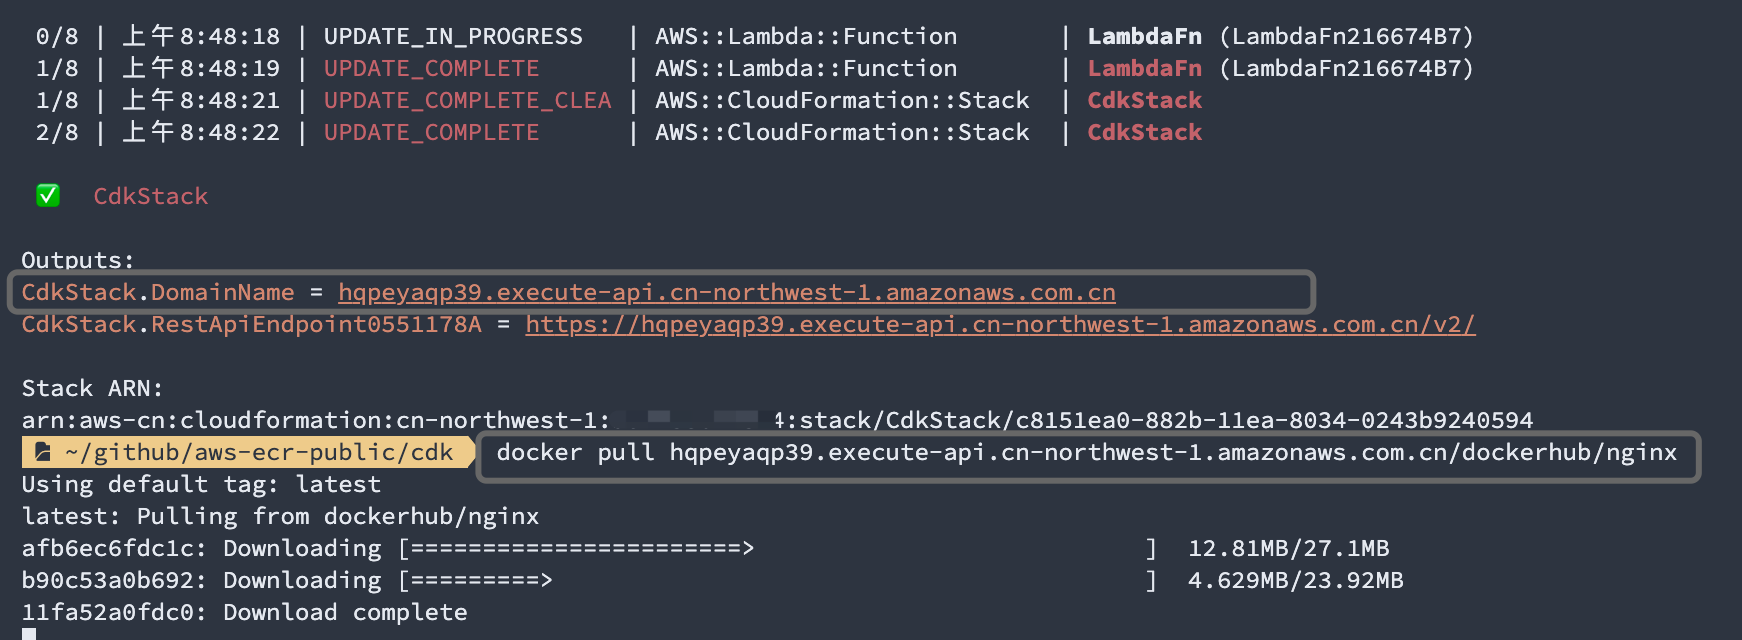 0/8 | 上午8:48:18 | UPDATE_IN_PROGRESS | AWS::Lambda::Function | LambdaFn (LambdaFn216674B7)
1/8 | 上午8:48:19 | UPDATE_COMPLETE | AWS::Lambda::Function | LambdaFn (LambdaFn216674B7)
1/8 | 上午8:48:21 | UPDATE_COMPLETE_CLEA | AWS::CloudFormation::Stack | CdkStack
2/8 | 上午8:48:22 | UPDATE_COMPLETE | AWS::CloudFormation::Stack | CdkStack
✅ CdkStack
Outputs:
CdkStack.DomainName = hqpeyaqp39.execute-api.cn-northwest-1.amazonaws.com.cn
CdkStack.RestApiEndpoint0551178A = https://hqpeyaqp39.execute-api.cn-northwest-1.amazonaws.com.cn/v2/
Stack ARN:
arn:aws-cn:cloudformation:cn-northwest-1:4:stack/CdkStack/c8151ea0-882b-11ea-8034-0243b9240594
~/github/aws-ecr-public/cdk docker pull hqpeyaqp39.execute-api.cn-northwest-1.amazonaws.com.cn/dockerhub/nginx
Using default tag: latest
latest: Pulling from dockerhub/nginx
afb6ec6fdc1c: Downloading [=======================> ] 12.81MB/27.1MB
b90c53a0b692: Downloading [=========> ] 4.629MB/23.92MB
11fa52a0fdc0: Download complete